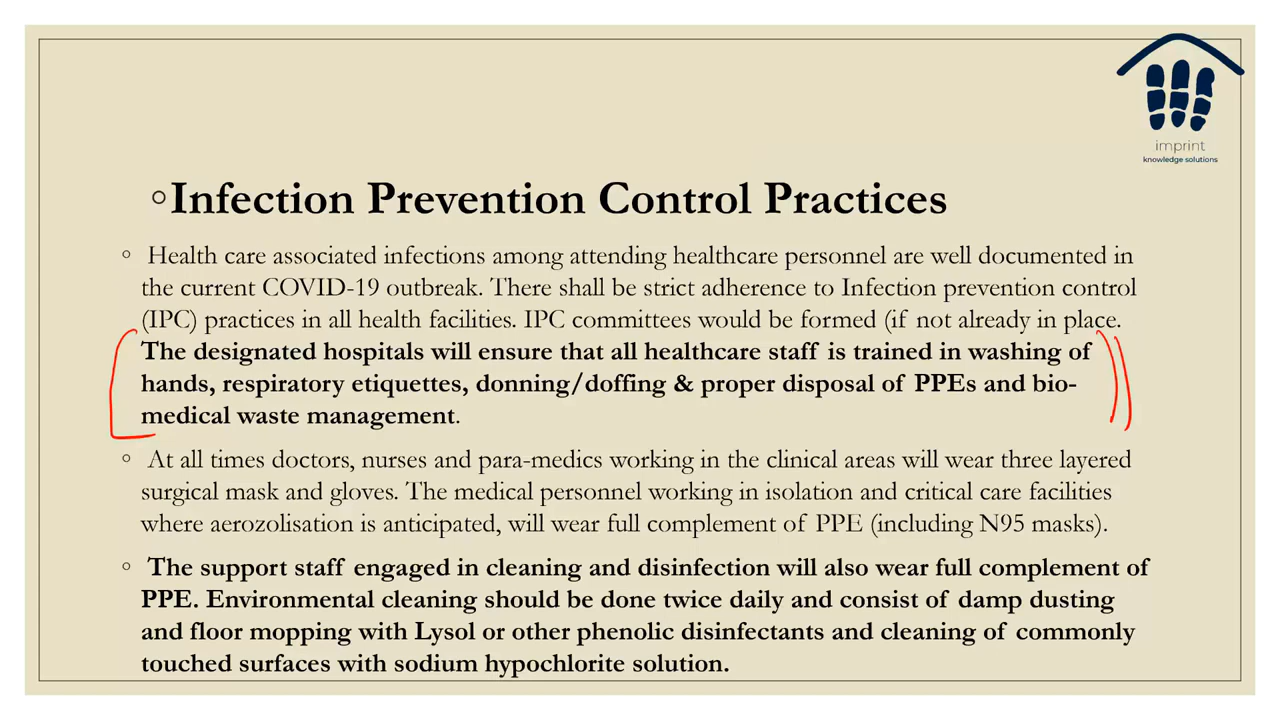 imprint
knowledge solutions
◦Infection Prevention Control Practices
◦ Health care associated infections among attending healthcare personnel are well documented in
the current COVID-19 outbreak. There shall be strict adherence to Infection prevention control
(IPC) practices in all health facilities. IPC committees would be formed (if not already in place.
The designated hospitals will ensure that all healthcare staff is trained in washing of
hands, respiratory etiquettes, donning/doffing & proper disposal of PPEs and bio-
medical waste management.
◦ At all times doctors, nurses and para-medics working in the clinical areas will wear three layered
surgical mask and gloves. The medical personnel working in isolation and critical care facilities
where aerozolisation is anticipated, will wear full complement of PPE (including N95 masks).
◦ The support staff engaged in cleaning and disinfection will also wear full complement of
PPE. Environmental cleaning should be done twice daily and consist of damp dusting
and floor mopping with Lysol or other phenolic disinfectants and cleaning of commonly
touched surfaces with sodium hypochlorite solution.